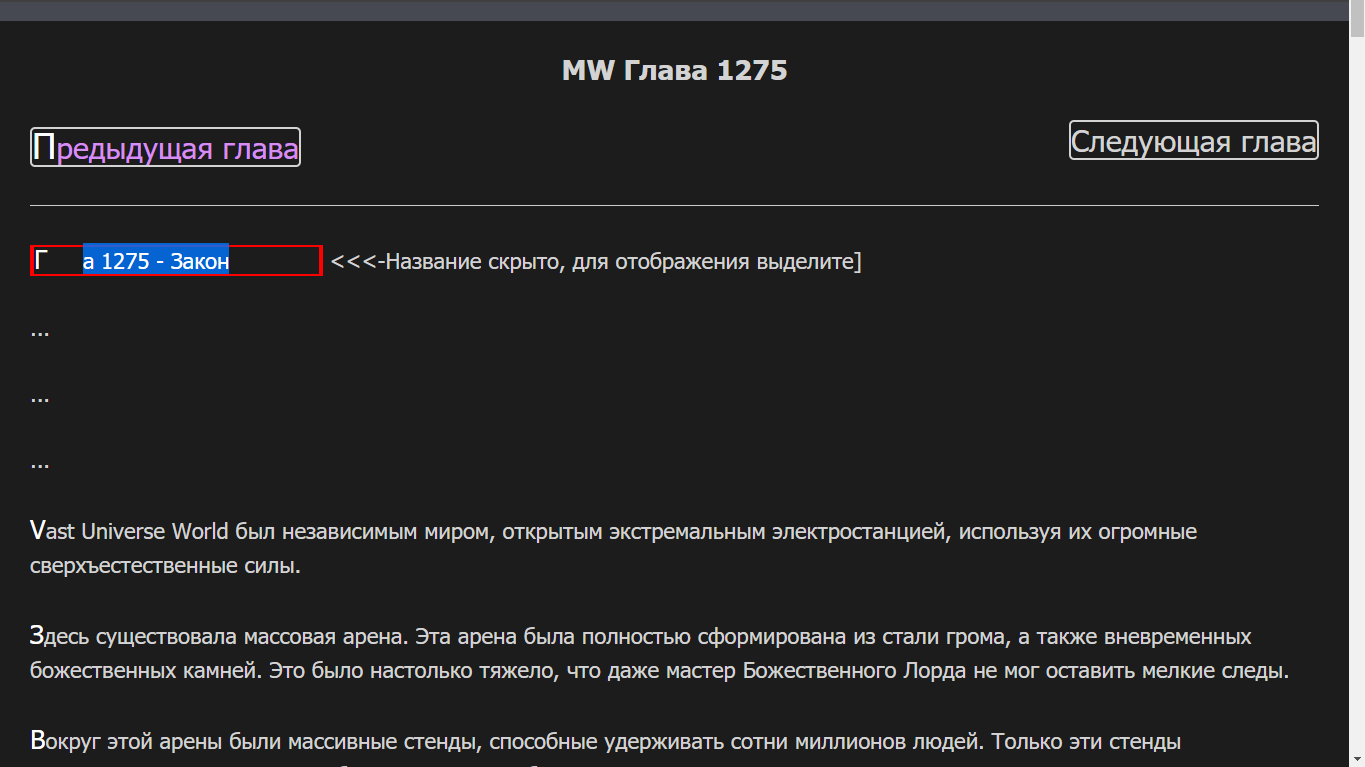 MW Глава 1275
Предыдущая глава
Следующая глава
Г а 1275 - Закон <<<-Название скрыто, для отображения выделите]
...
...
...
Vast Universe World был независимым миром, открытым экстремальным электростанцией, используя их огромные
сверхъестественные силы.
Здесь существовала массовая арена. Эта арена была полностью сформирована из стали грома, а также вневременных
божественных камней. Это было настолько тяжело, что даже мастер Божественного Лорда не мог оставить мелкие следы.
Вокруг этой арены были массивные стенды, способные удерживать сотни миллионов людей. Только эти стенды